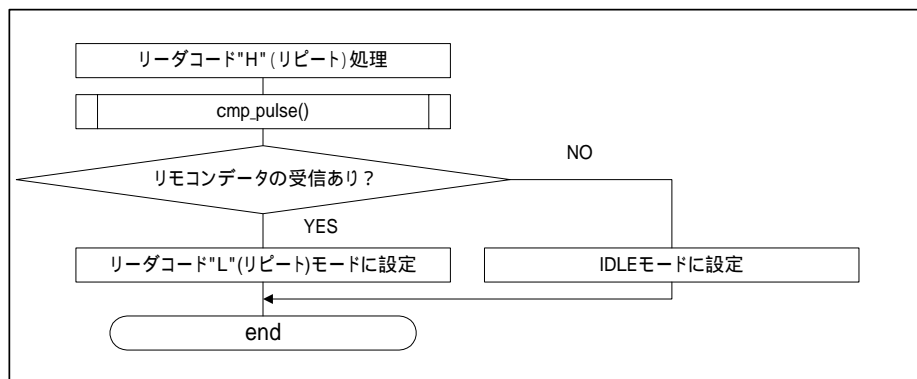 リーダコード"H"(リピート)処理
cmp_pulse()
リモコンデータの受信あり？
NO
YES
リーダコード"L"(リピート)モードに設定
IDLEモードに設定
end